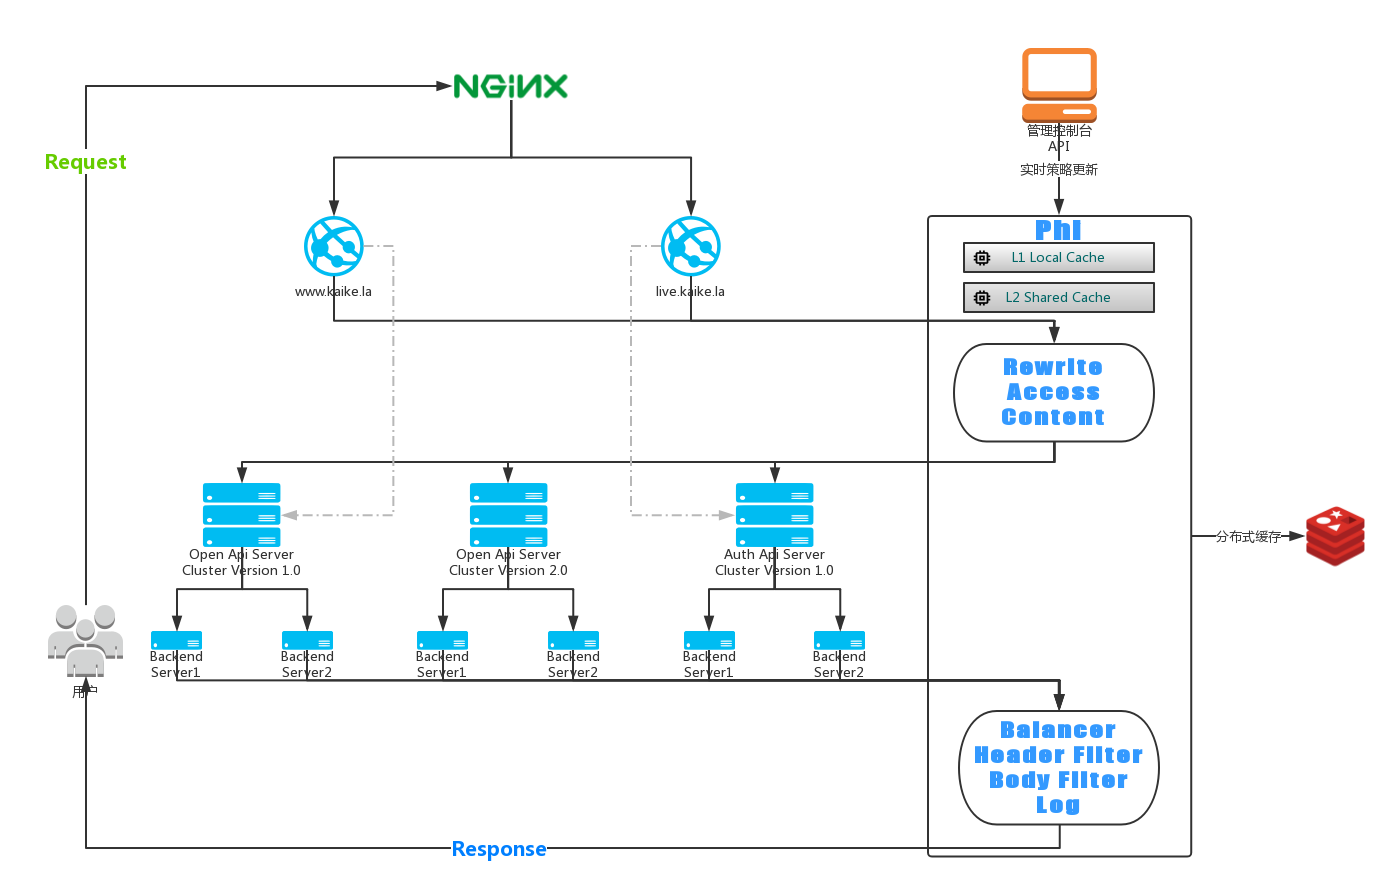 NGINX
管理控制台
API
实时策略更新
Request
Phi
L1 Local Cache
L2 Shared Cache
www.kaike.la
live.kaike.la
Rewrite
Access
Content
Open Api Server
Cluster Version 1.0
Open Api Server
Cluster Version 2.0
Auth Api Server
Cluster Version 1.0
分布式缓存
Backend
Server1
Backend
Server2
Backend
Server1
Backend
Server2
Backend
Server1
Backend
Server2
用户
Balancer
Header Filter
Body Filter
Log
Response